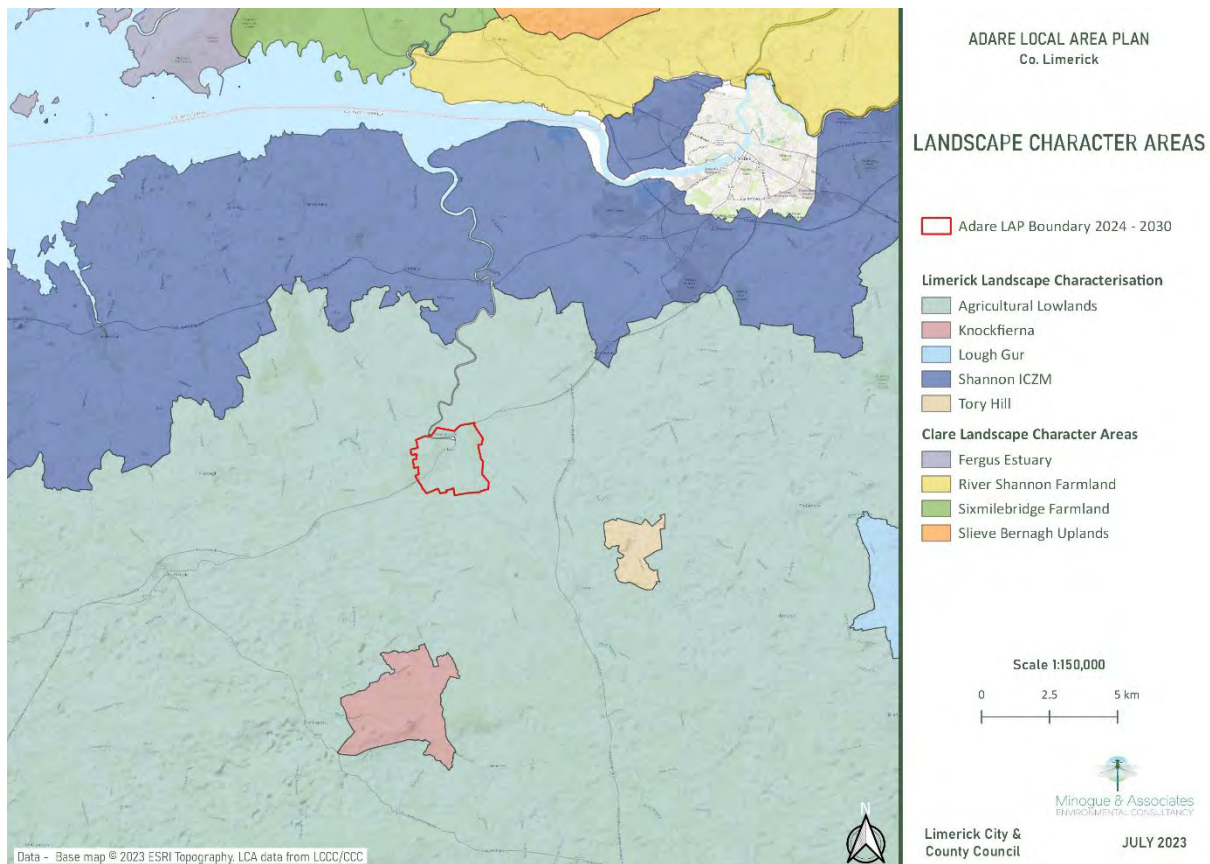 ADARE LOCAL AREA PLAN
Co. Limerick
LANDSCAPE CHARACTER AREAS
Adare LAP Boundary 2024 - 2030
Limerick Landscape Characterisation
Agricultural Lowlands
Knockfierna
Lough Gur
Shannon ICZM
Tory Hill
Clare Landscape Character Areas
Fergus Estuary
River Shannon Farmland
Sixmilebridge Farmland
Slieve Bernagh Uplands
Scale 1:150,000
0 2.5 5 km
Minogue & Associates
ENVIRONMENTAL CONSULTANCY
Limerick City &
County Council
JULY 2023
N
Data - Base map © 2023 ESRI Topography. LCA data from LCCC/CCC